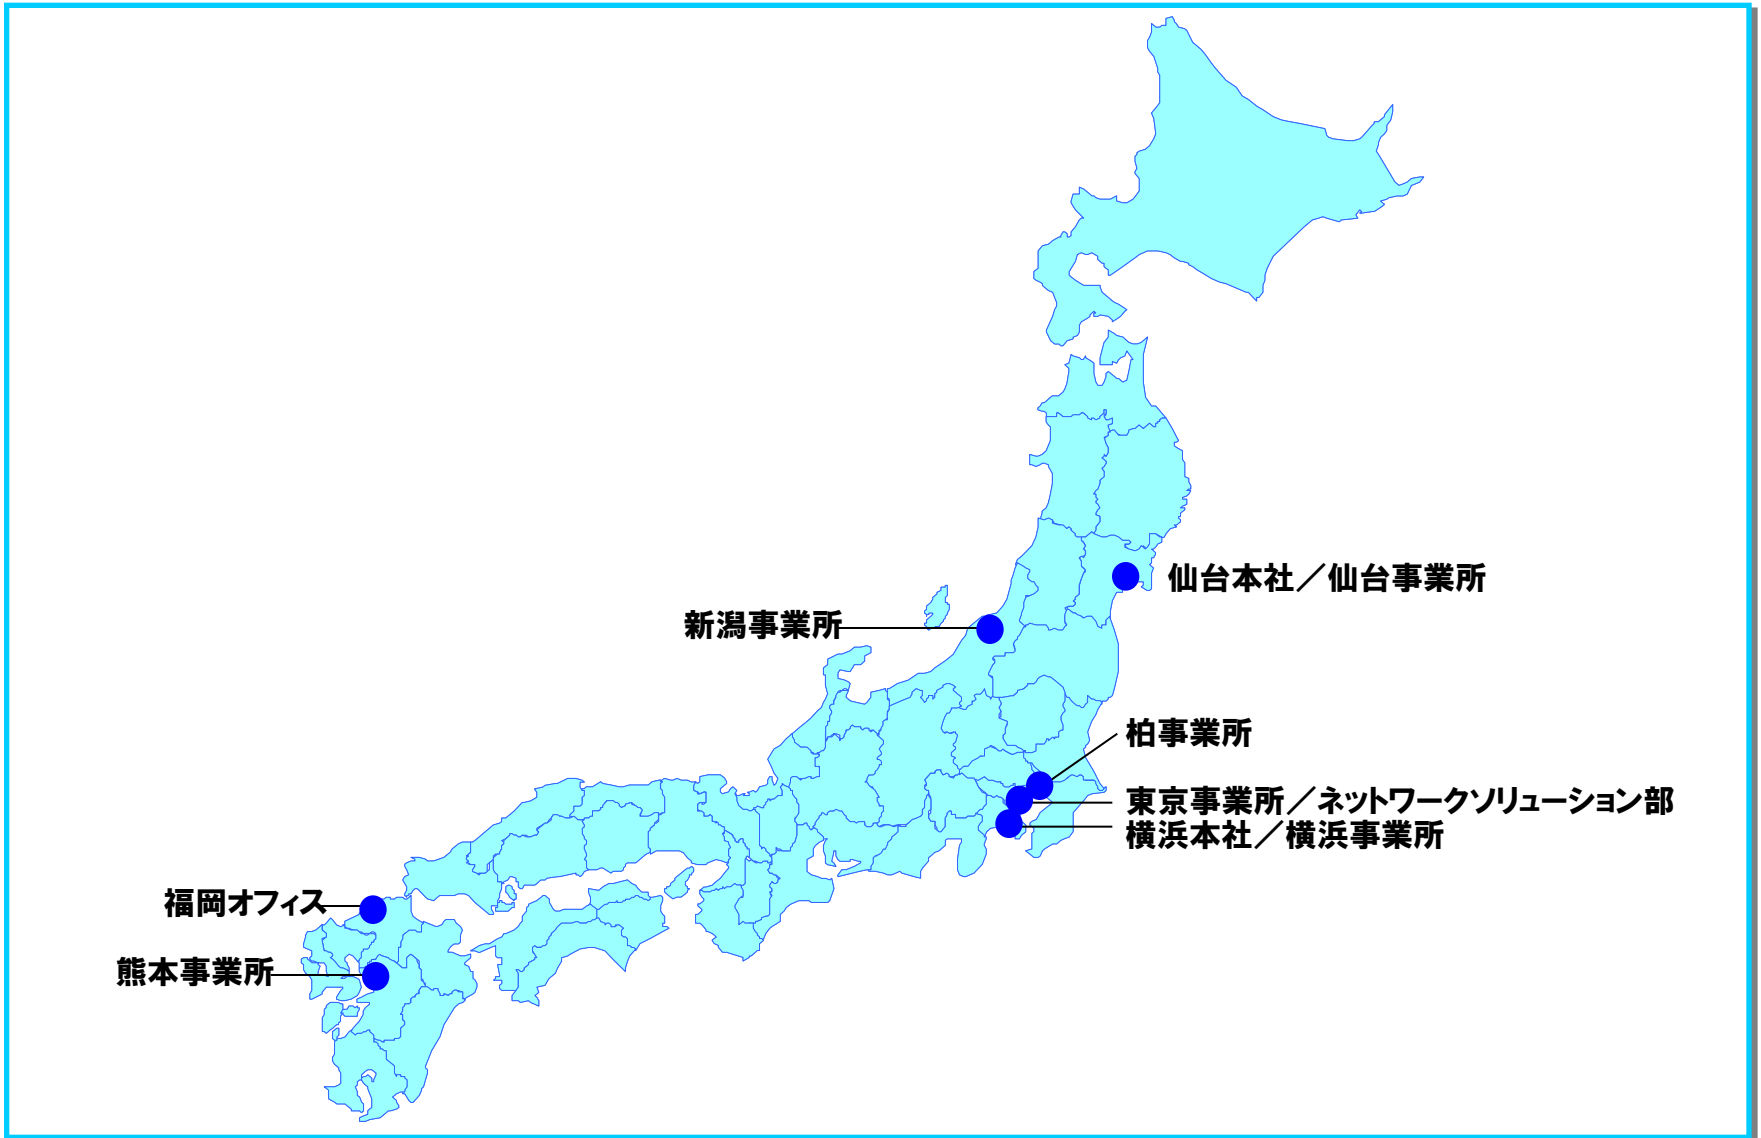 仙台本社／仙台事業所
新潟事業所
柏事業所
東京事業所／ネットワークソリューション部
横浜本社／横浜事業所
福岡オフィス
熊本事業所